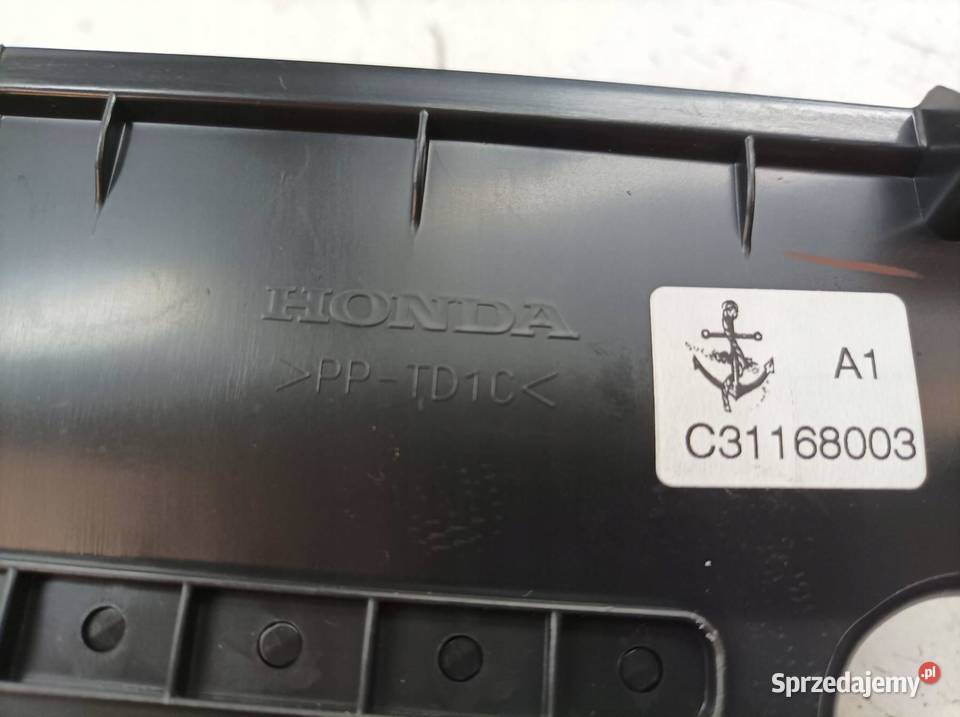 HONDA
>PP-TD1C<
A1
C31168003
Sprzedajemy.pl